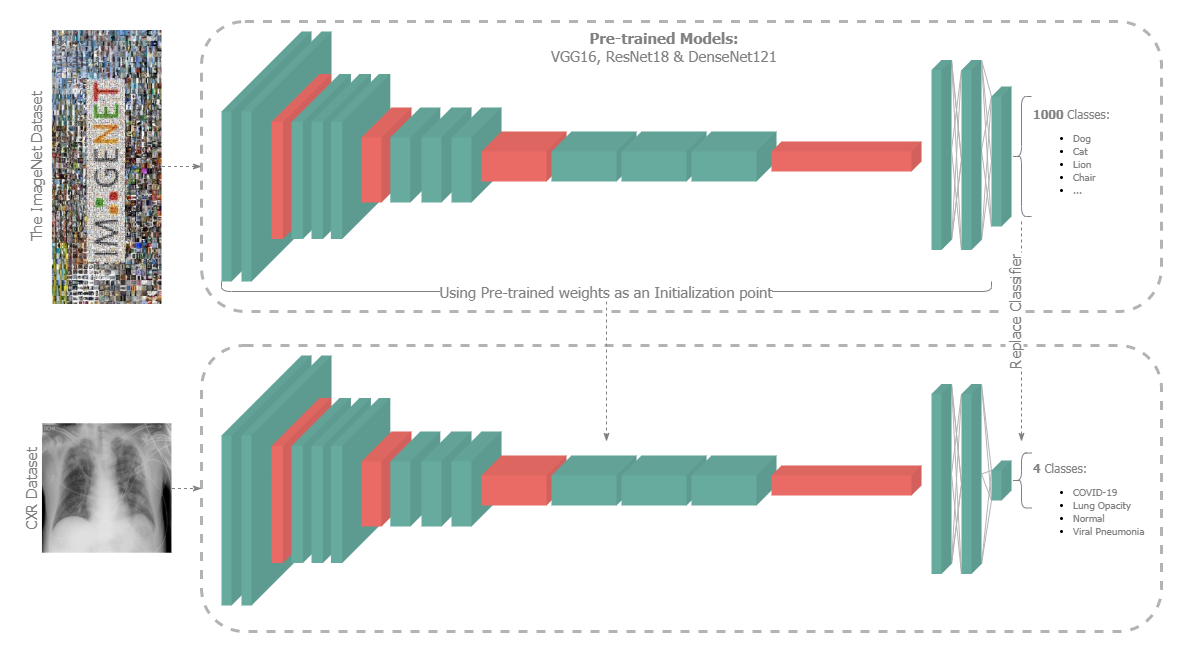 The ImageNet Dataset
IMAGENET
Pre-trained Models:
VGG16, ResNet18 & DenseNet121
1000 Classes:
• Dog
• Cat
• Lion
• Chair
• ...
Using Pre-trained weights as an Initialization point
Replace Classifier
CXR Dataset
4 Classes:
• COVID-19
• Lung Opacity
• Normal
• Viral Pneumonia